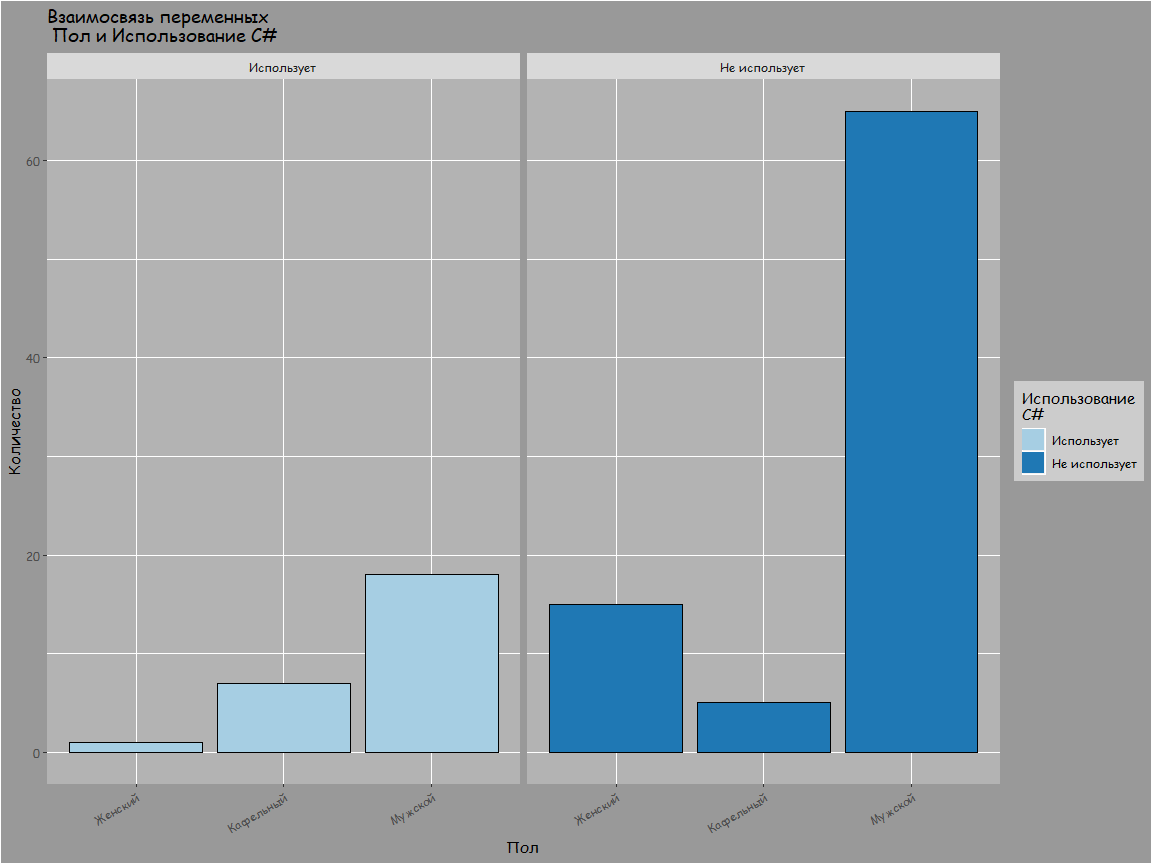 Взаимосвязь переменных
Пол и Использование C#
Использует
Не использует
Количество
60
40
20
0
Женский
Кафельный
Мужской
Женский
Кафельный
Мужской
Пол
Использование
C#
Использует
Не использует